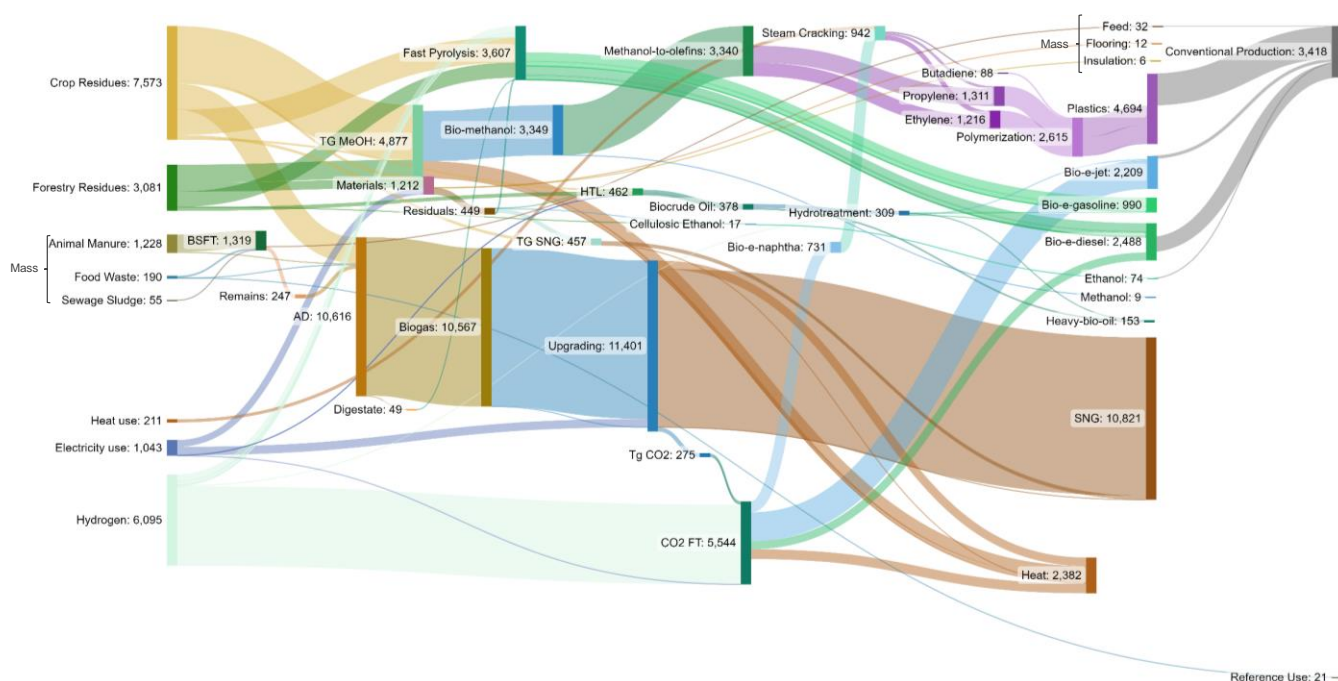 Crop Residues: 7,573
Forestry Residues: 3,081
Mass
Animal Manure: 1,228
Food Waste: 190
Sewage Sludge: 55
Heat use: 211
Electricity use: 1,043
Hydrogen: 6,095
BSFT: 1,319
Remains: 247
AD: 10,616
Fast Pyrolysis: 3,607
TG MeOH: 4,877
Materials: 1,212
Residuals: 449
Biogas: 10,567
Digestate: 49
Methanol-to-olefins: 3,340
Bio-methanol: 3,349
HTL: 462
TG SNG: 457
Upgrading: 11,401
Tg CO2: 275
CO2 FT: 5,544
Biocrude Oil: 378
Cellulosic Ethanol: 17
Bio-e-naphtha: 731
Hydrotreatment: 309
Steam Cracking: 942
Butadiene: 88
Propylene: 1,311
Ethylene: 1,216
Polymerization: 2,615
Heat: 2,382
Mass
Feed: 32
Flooring: 12
Insulation: 6
Plastics: 4,694
Bio-e-jet: 2,209
Bio-e-gasoline: 990
Bio-e-diesel: 2,488
Ethanol: 74
Methanol: 9
Heavy-bio-oil: 153
SNG: 10,821
Conventional Production: 3,418
Reference Use: 21